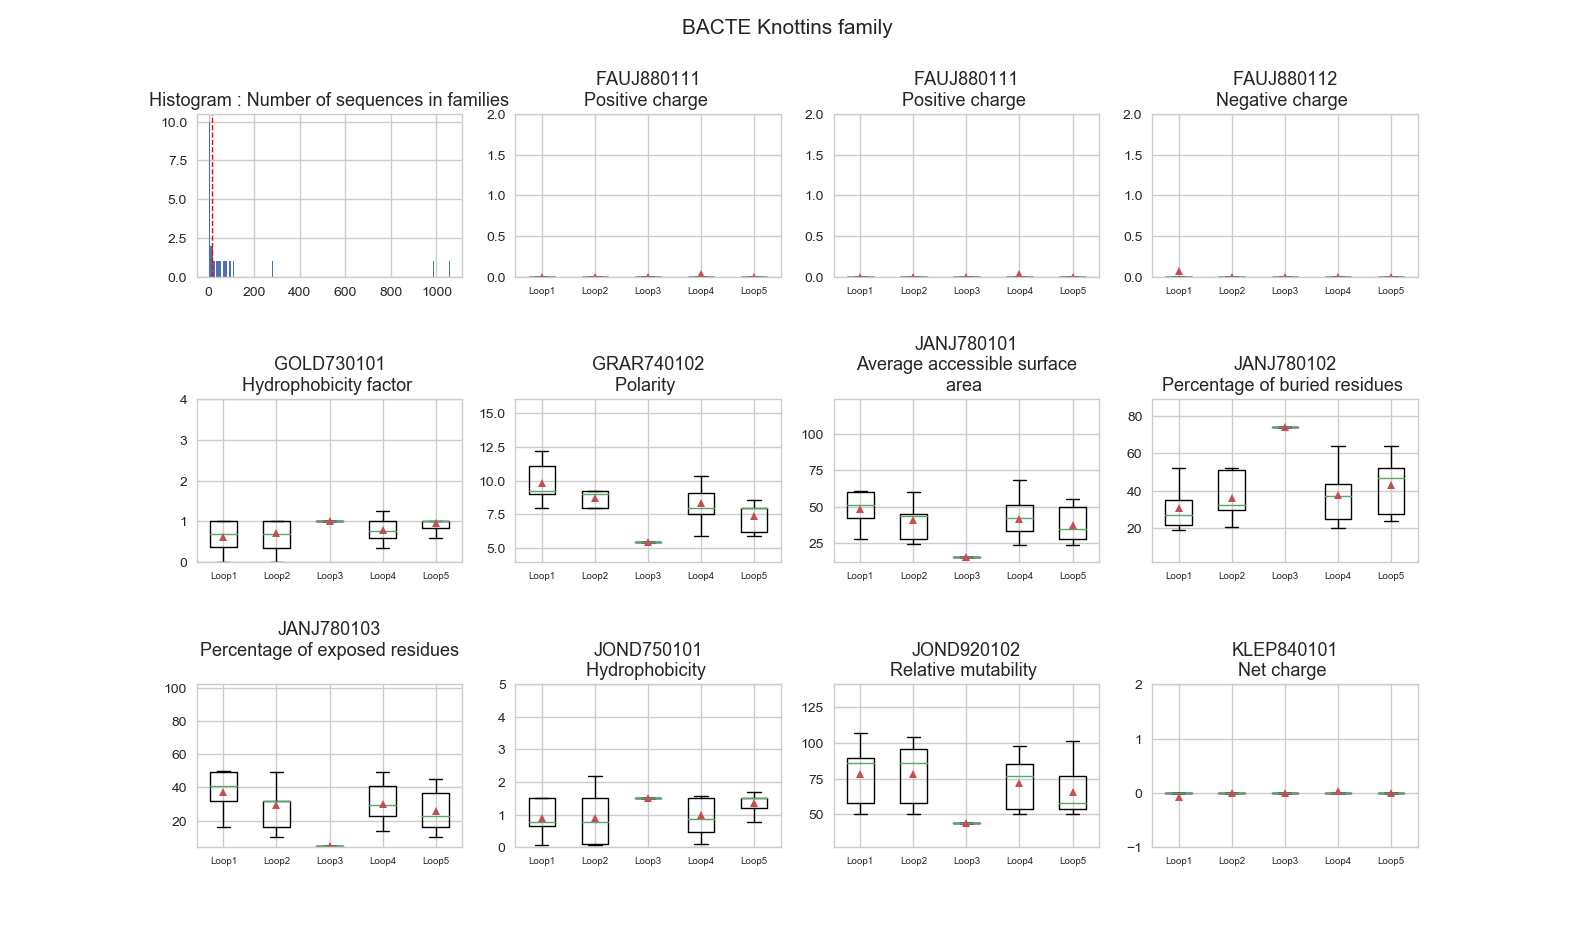 BACTE Knottins family
Histogram : Number of sequences in families
10.0
7.5
5.0
2.5
0.0
0 200 400 600 800 1000
FAUJ880111
Positive charge
2.0
1.5
1.0
0.5
0.0
Loop1 Loop2 Loop3 Loop4 Loop5
FAUJ880111
Positive charge
2.0
1.5
1.0
0.5
0.0
Loop1 Loop2 Loop3 Loop4 Loop5
FAUJ880112
Negative charge
2.0
1.5
1.0
0.5
0.0
Loop1 Loop2 Loop3 Loop4 Loop5
GOLD730101
Hydrophobicity factor
4
3
2
1
0
Loop1 Loop2 Loop3 Loop4 Loop5
GRAR740102
Polarity
15.0
12.5
10.0
7.5
5.0
Loop1 Loop2 Loop3 Loop4 Loop5
JANJ780101
Average accessible surface
area
100
75
50
25
Loop1 Loop2 Loop3 Loop4 Loop5
JANJ780102
Percentage of buried residues
80
60
40
20
Loop1 Loop2 Loop3 Loop4 Loop5
JANJ780103
Percentage of exposed residues
100
80
60
40
20
Loop1 Loop2 Loop3 Loop4 Loop5
JOND750101
Hydrophobicity
5
4
3
2
1
0
Loop1 Loop2 Loop3 Loop4 Loop5
JOND920102
Relative mutability
125
100
75
50
Loop1 Loop2 Loop3 Loop4 Loop5
KLEP840101
Net charge
2
1
0
−1
Loop1 Loop2 Loop3 Loop4 Loop5